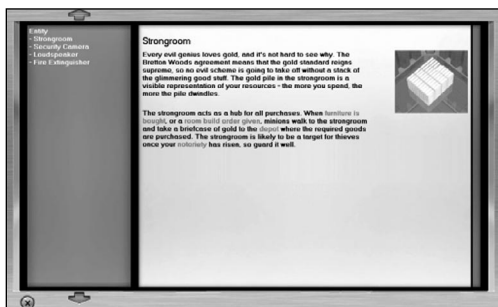 Entity
- Strongroom
- Security Camera
- Loudspeaker
- Fire Extinguisher
Strongroom
Every evil genius loves gold, and it's not hard to see why. The
Bretton Woods agreement means that the gold standard reigns
supreme, so no evil scheme is going to take off without a stack of
the glimmering good stuff. The gold pile in the strongroom is a
visible representation of your resources - the more you spend, the
more the pile dwindles.
The strongroom acts as a hub for all purchases. When furniture is
bought, or a room build order given, minions walk to the strongroom
and take a briefcase of gold to the depot where the required goods
are purchased. The strongroom is likely to be a target for thieves
once your notoriety has risen, so guard it well.